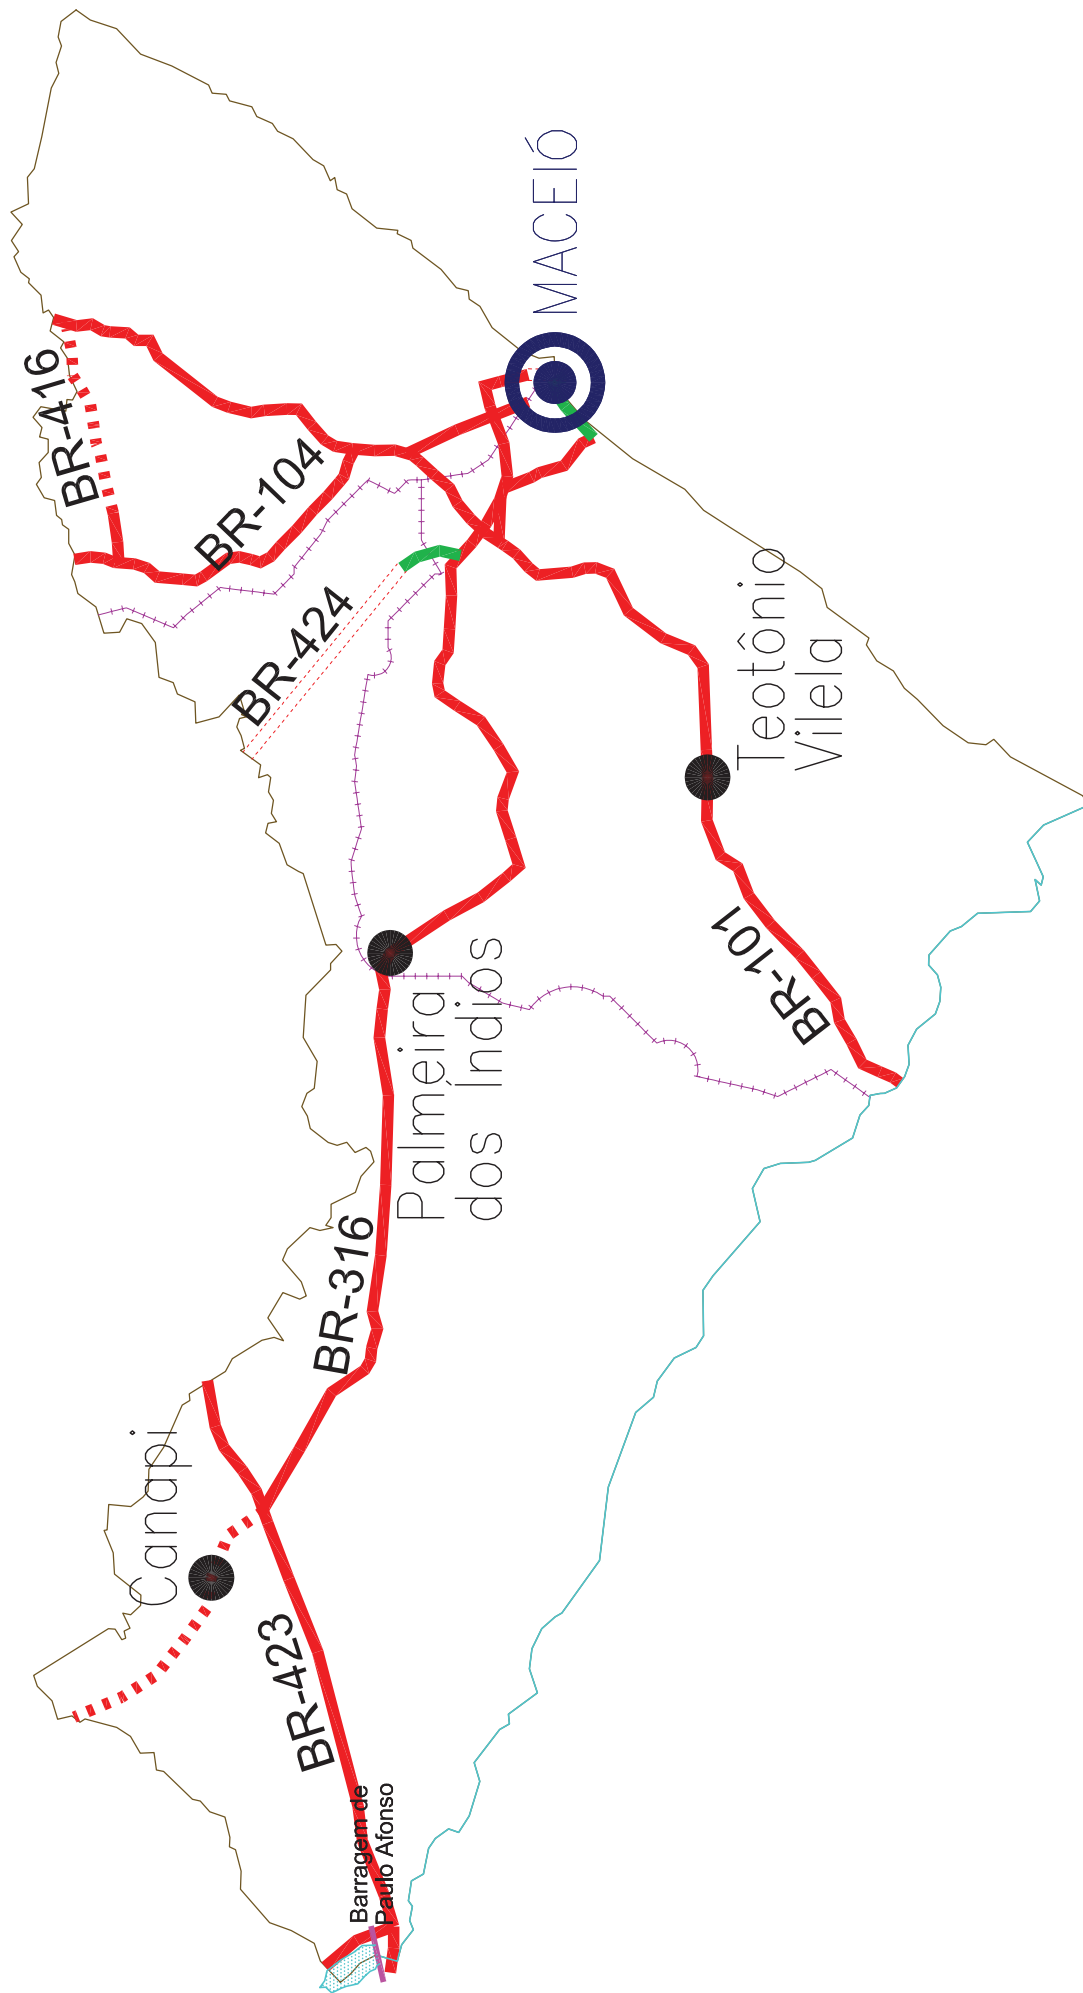 BR-416
BR-104
MACEIÓ
BR-424
Teotônio
Vilela
BR-101
Palmeira
dos Índios
BR-316
Canapi
BR-423
Barragem de
Paulo Afonso